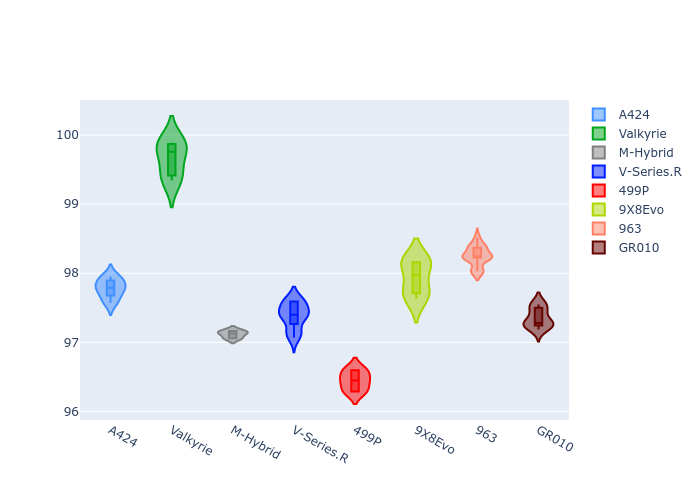 100
99
98
97
96
A424
Valkyrie
M-Hybrid
V-Series.R
499P
9X8Evo
963
GR010
A424
Valkyrie
M-Hybrid
V-Series.R
499P
9X8Evo
963
GR010